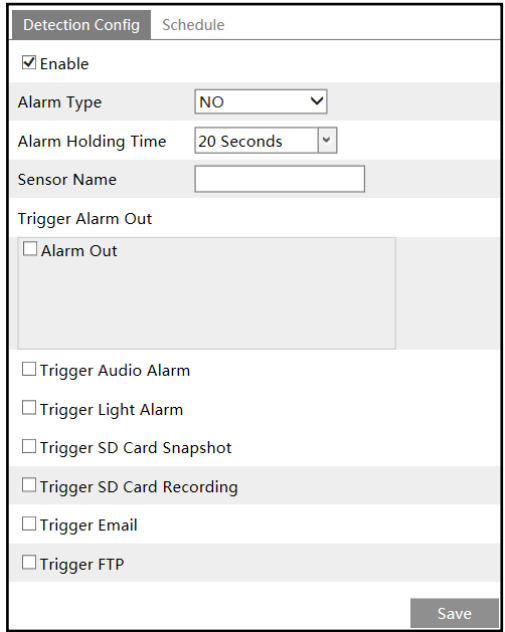 Detection Config Schedule
Enable
Alarm Type NO
Alarm Holding Time 20 Seconds
Sensor Name
Trigger Alarm Out
Alarm Out
Trigger Audio Alarm
Trigger Light Alarm
Trigger SD Card Snapshot
Trigger SD Card Recording
Trigger Email
Trigger FTP
Save